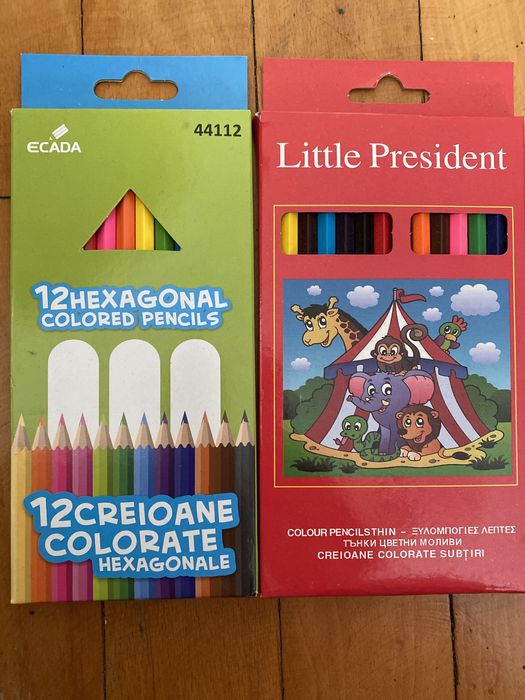 ECADA
44112
12HEXAGONAL
COLORED PENCILS
12CREIOANE
COLORATE
HEXAGONALE
Little President
COLOUR PENCILSTHIN – ΞΥΛΟΜΠΟΓΙΕΣ ΛΕΠΤΕΣ
ТЪНКИ ЦВЕТНИ МОЛИВИ
CREIOANE COLORATE SUBȚIRI